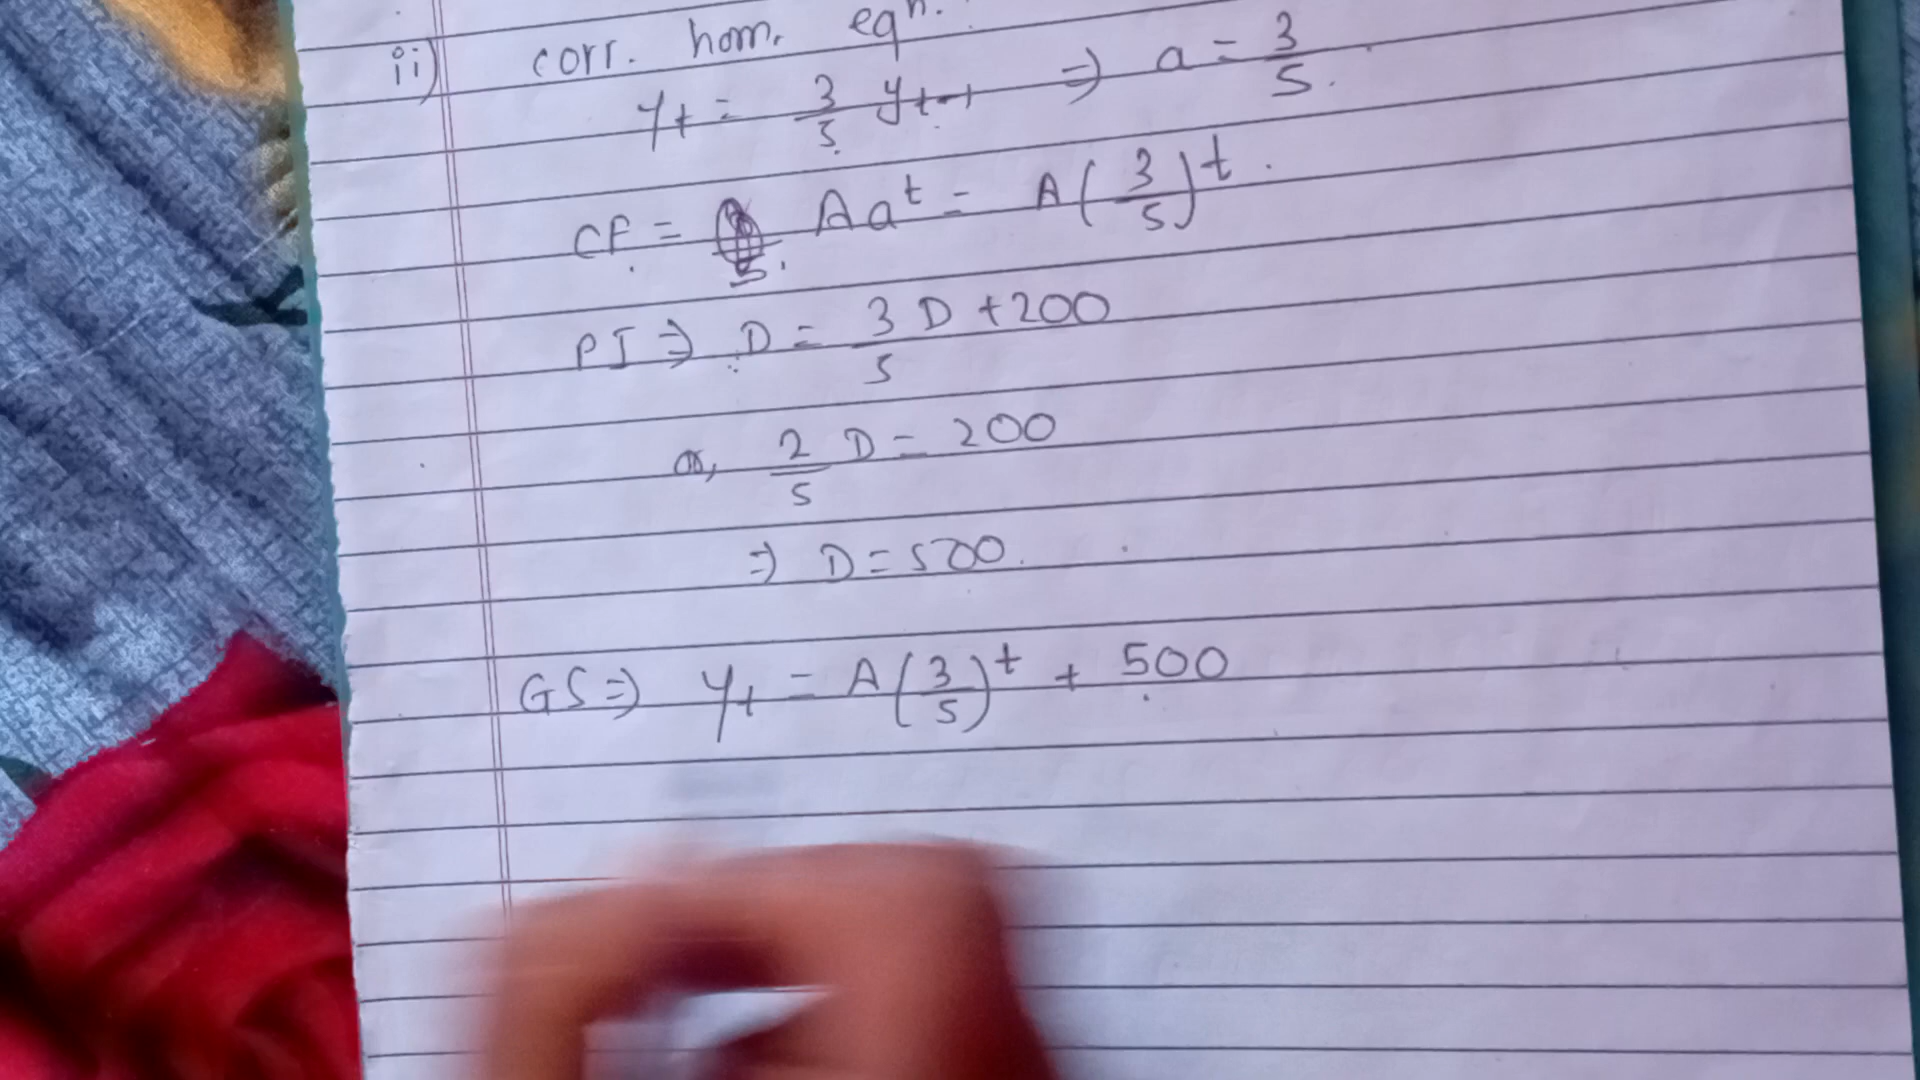 ii) corr. hom. eqⁿ.
yₜ = 3/5 yₜ₋₁ ⇒ a = 3/5.
CF = Aaᵗ = A(3/5)ᵗ.
PI ⇒ D = 3D/5 + 200
or, 2/5 D = 200
⇒ D = 500.
GS ⇒ yₜ = A(3/5)ᵗ + 500